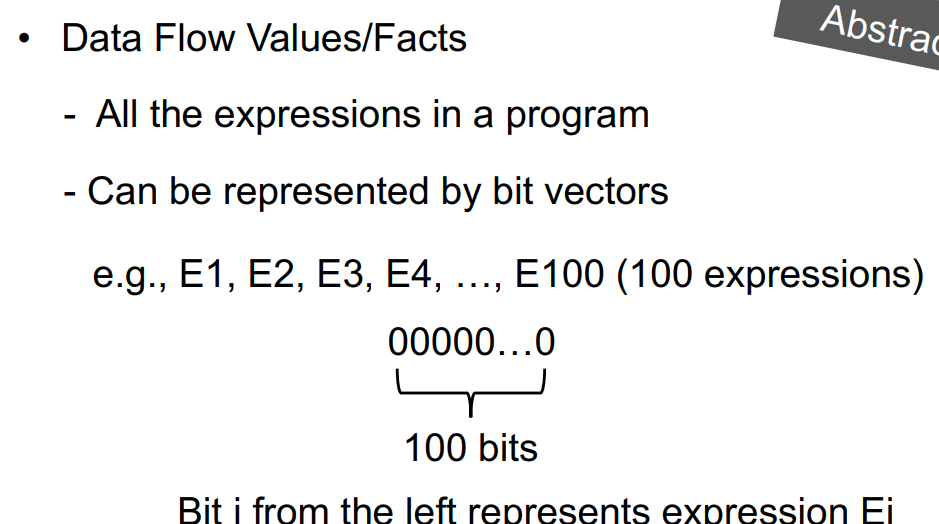 • Data Flow Values/Facts
- All the expressions in a program
- Can be represented by bit vectors
e.g., E1, E2, E3, E4, …, E100 (100 expressions)
00000…0
100 bits
Bit i from the left represents expression Ei